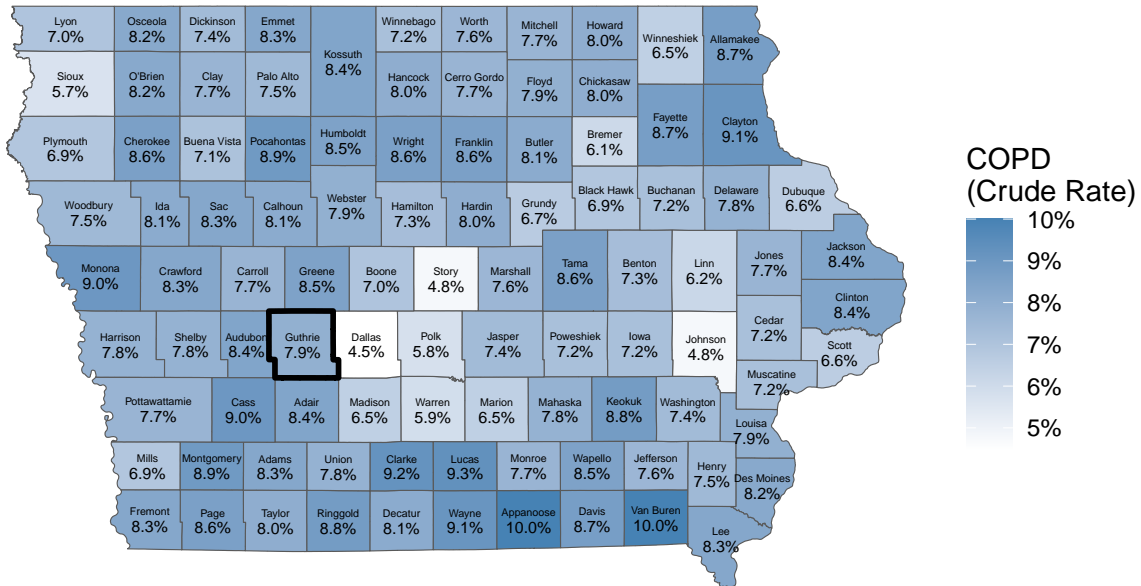 Lyon
7.0%
Osceola
8.2%
Dickinson
7.4%
Emmet
8.3%
Kossuth
8.4%
Winnebago
7.2%
Worth
7.6%
Mitchell
7.7%
Howard
8.0%
Winneshiek
6.5%
Allamakee
8.7%
Sioux
5.7%
O'Brien
8.2%
Clay
7.7%
Palo Alto
7.5%
Hancock
8.0%
Cerro Gordo
7.7%
Floyd
7.9%
Chickasaw
8.0%
Fayette
8.7%
Clayton
9.1%
Plymouth
6.9%
Cherokee
8.6%
Buena Vista
7.1%
Pocahontas
8.9%
Humboldt
8.5%
Wright
8.6%
Franklin
8.6%
Butler
8.1%
Bremer
6.1%
Woodbury
7.5%
Ida
8.1%
Sac
8.3%
Calhoun
8.1%
Webster
7.9%
Hamilton
7.3%
Hardin
8.0%
Grundy
6.7%
Black Hawk
6.9%
Buchanan
7.2%
Delaware
7.8%
Dubuque
6.6%
Monona
9.0%
Crawford
8.3%
Carroll
7.7%
Greene
8.5%
Boone
7.0%
Story
4.8%
Marshall
7.6%
Tama
8.6%
Benton
7.3%
Linn
6.2%
Jones
7.7%
Jackson
8.4%
Clinton
8.4%
Harrison
7.8%
Shelby
7.8%
Audubon
8.4%
Guthrie
7.9%
Dallas
4.5%
Polk
5.8%
Jasper
7.4%
Poweshiek
7.2%
Iowa
7.2%
Johnson
4.8%
Cedar
7.2%
Scott
6.6%
Muscatine
7.2%
Pottawattamie
7.7%
Cass
9.0%
Adair
8.4%
Madison
6.5%
Warren
5.9%
Marion
6.5%
Mahaska
7.8%
Keokuk
8.8%
Washington
7.4%
Louisa
7.9%
Mills
6.9%
Montgomery
8.9%
Adams
8.3%
Union
7.8%
Clarke
9.2%
Lucas
9.3%
Monroe
7.7%
Wapello
8.5%
Jefferson
7.6%
Henry
7.5%
Des Moines
8.2%
Fremont
8.3%
Page
8.6%
Taylor
8.0%
Ringgold
8.8%
Decatur
8.1%
Wayne
9.1%
Appanoose
10.0%
Davis
8.7%
Van Buren
10.0%
Lee
8.3%
COPD
(Crude Rate)
10%
9%
8%
7%
6%
5%